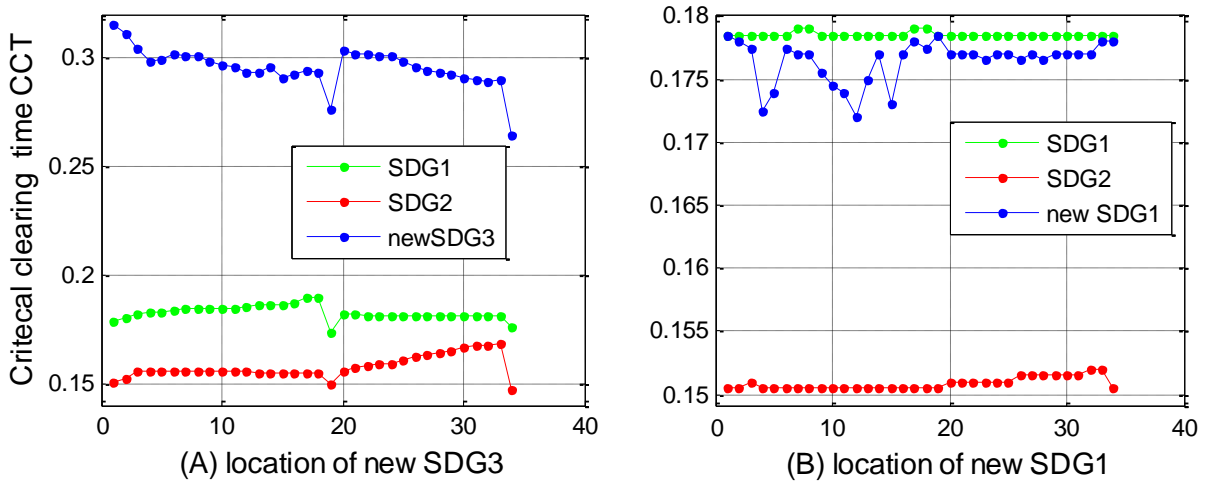 Critecal clearing time CCT
0.3
0.25
0.2
0.15
SDG1
SDG2
newSDG3
0 10 20 30 40
(A) location of new SDG3
0.18
0.175
0.17
0.165
0.16
0.155
0.15
SDG1
SDG2
new SDG1
0 10 20 30 40
(B) location of new SDG1